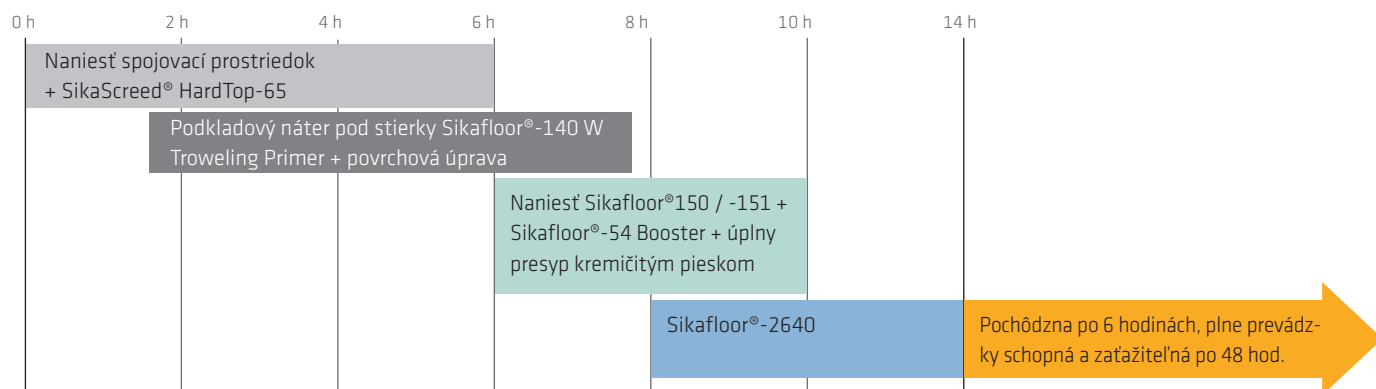 0 h
2 h
4 h
6 h
8 h
10 h
14 h
Naniesť spojovací prostriedok
+ SikaScreed® HardTop-65
Podkladový náter pod stierky Sikafloor®-140 W
Troweling Primer + povrchová úprava
Naniesť Sikafloor®150 / -151 +
Sikafloor®-54 Booster + úplny
presyp kremičitým pieskom
Sikafloor®-2640
Pochôdzna po 6 hodinách, plne prevádz-
ky schopná a zaťažiteľná po 48 hod.